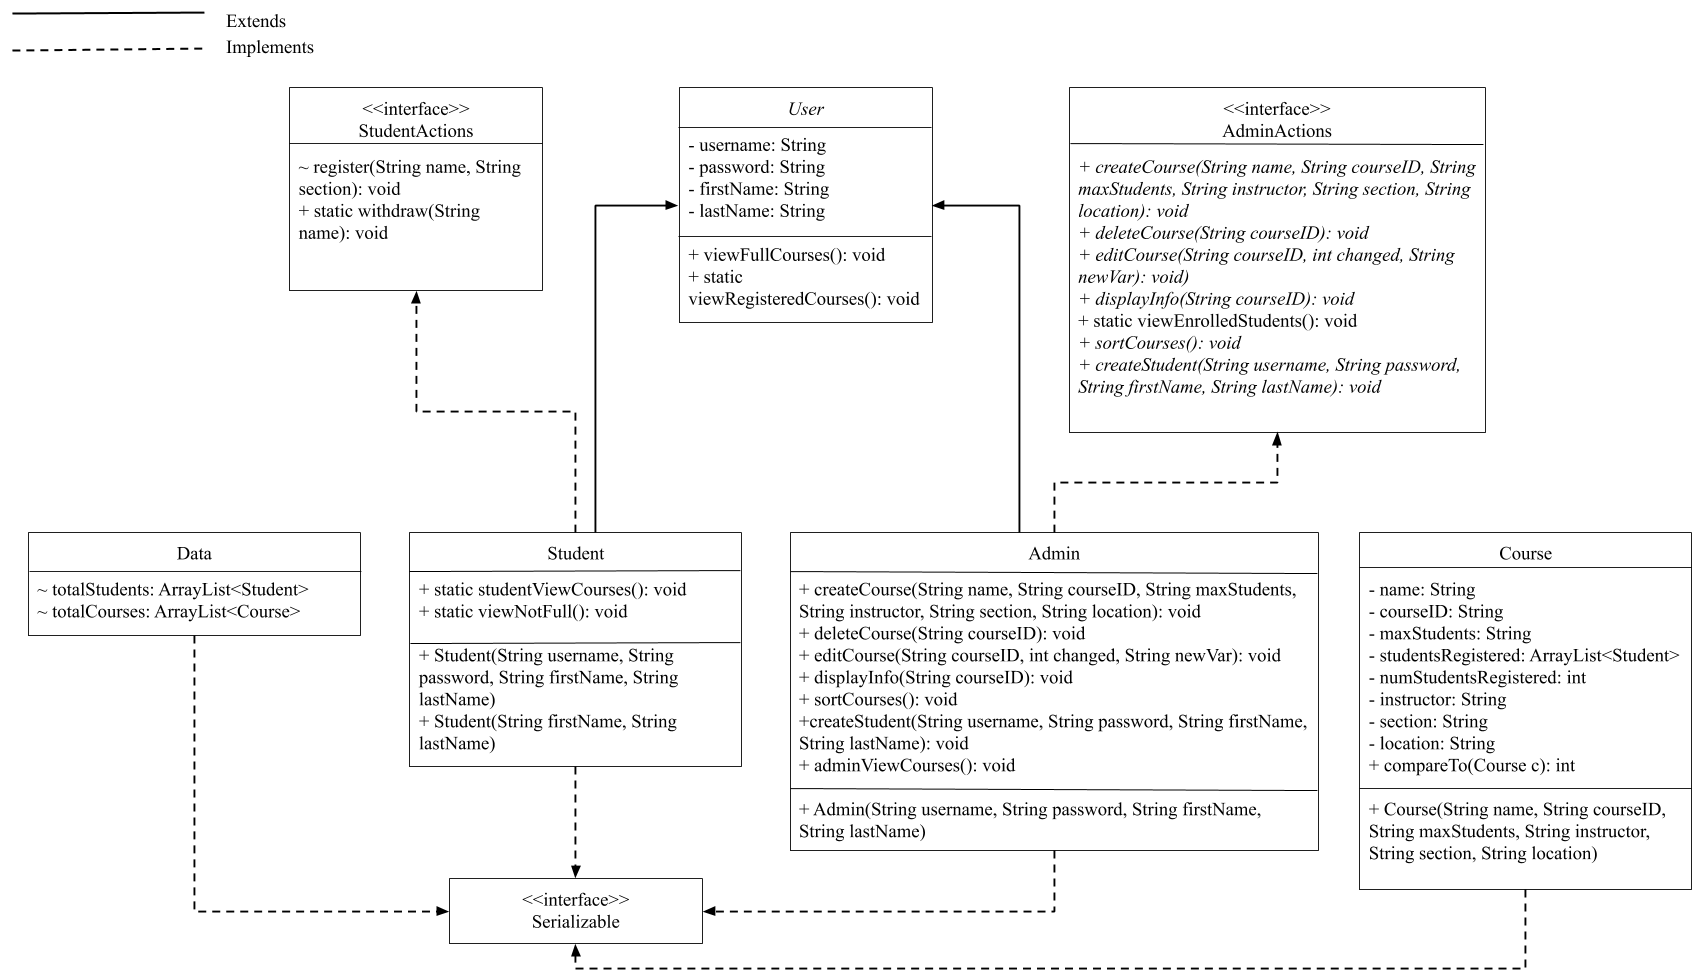 Extends
Implements
<<interface>>
StudentActions
~ register(String name, String
section): void
+ static withdraw(String
name): void
User
- username: String
- password: String
- firstName: String
- lastName: String
+ viewFullCourses(): void
+ static
viewRegisteredCourses(): void
<<interface>>
AdminActions
+ createCourse(String name, String courseID, String
maxStudents, String instructor, String section, String
location): void
+ deleteCourse(String courseID): void
+ editCourse(String courseID, int changed, String
newVar): void)
+ displayInfo(String courseID): void
+ static viewEnrolledStudents(): void
+ sortCourses(): void
+ createStudent(String username, String password,
String firstName, String lastName): void
Data
~ totalStudents: ArrayList<Student>
~ totalCourses: ArrayList<Course>
Student
+ static studentViewCourses(): void
+ static viewNotFull(): void
+ Student(String username, String
password, String firstName, String
lastName)
+ Student(String firstName, String
lastName)
Admin
+ createCourse(String name, String courseID, String maxStudents,
String instructor, String section, String location): void
+ deleteCourse(String courseID): void
+ editCourse(String courseID, int changed, String newVar): void
+ displayInfo(String courseID): void
+ sortCourses(): void
+createStudent(String username, String password, String firstName,
String lastName): void
+ adminViewCourses(): void
+ Admin(String username, String password, String firstName,
String lastName)
Course
- name: String
- courseID: String
- maxStudents: String
- studentsRegistered: ArrayList<Student>
- numStudentsRegistered: int
- instructor: String
- section: String
- location: String
+ compareTo(Course c): int
+ Course(String name, String courseID,
String maxStudents, String instructor,
String section, String location)
<<interface>>
Serializable